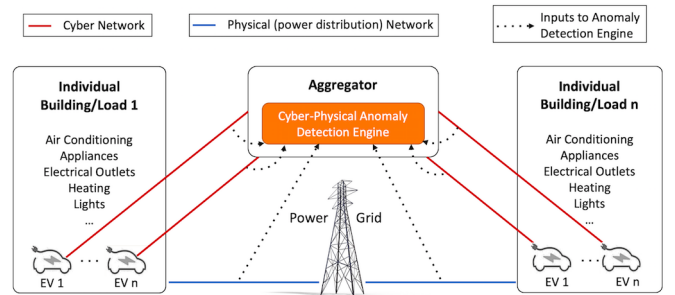 Cyber Network
Physical (power distribution) Network
Inputs to Anomaly
Detection Engine
Individual
Building/Load 1
Air Conditioning
Appliances
Electrical Outlets
Heating
Lights
...
EV 1
EV n
Aggregator
Cyber-Physical Anomaly
Detection Engine
Power Grid
Individual
Building/Load n
Air Conditioning
Appliances
Electrical Outlets
Heating
Lights
...
EV 1
EV n